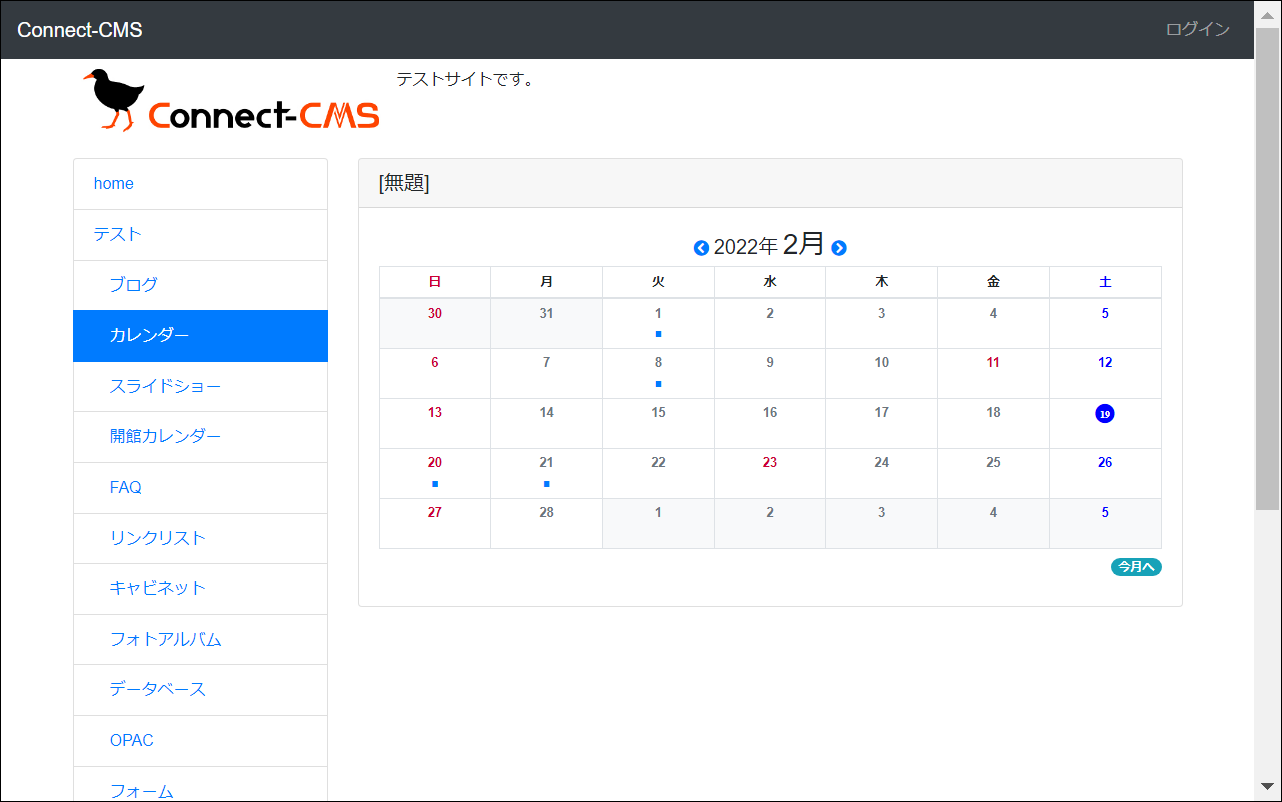 Connect-CMS
ログイン
Connect-CMS
テストサイトです。
home
テスト
ブログ
カレンダー
スライドショー
開館カレンダー
FAQ
リンクリスト
キャビネット
フォトアルバム
データベース
OPAC
フォーム
[無題]
2022年 2月
日 月 火 水 木 金 土
30 31 1 2 3 4 5
6 7 8 9 10 11 12
13 14 15 16 17 18 19
20 21 22 23 24 25 26
27 28 1 2 3 4 5
今月へ